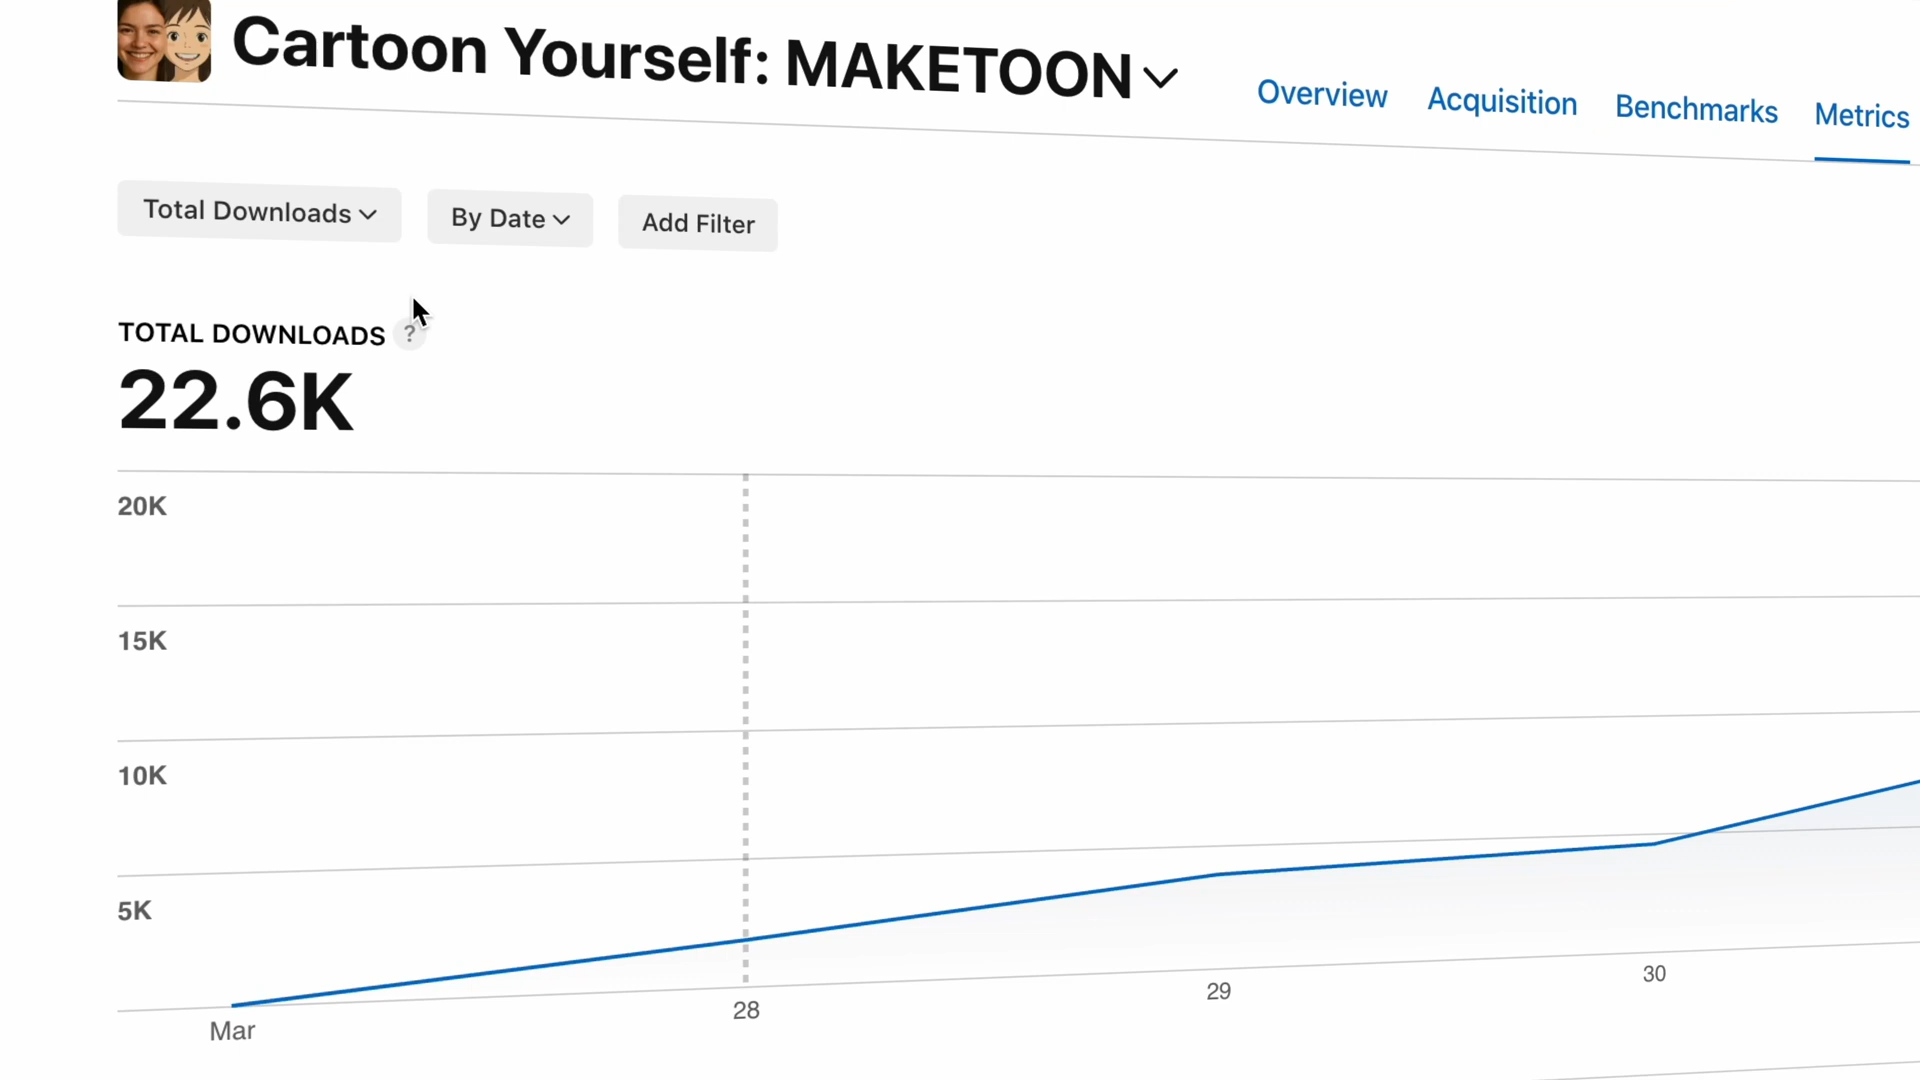 Cartoon Yourself: MAKETOON
Overview Acquisition Benchmarks Metrics
Total Downloads By Date Add Filter
TOTAL DOWNLOADS ?
22.6K
20K
15K
10K
5K
Mar 28 29 30